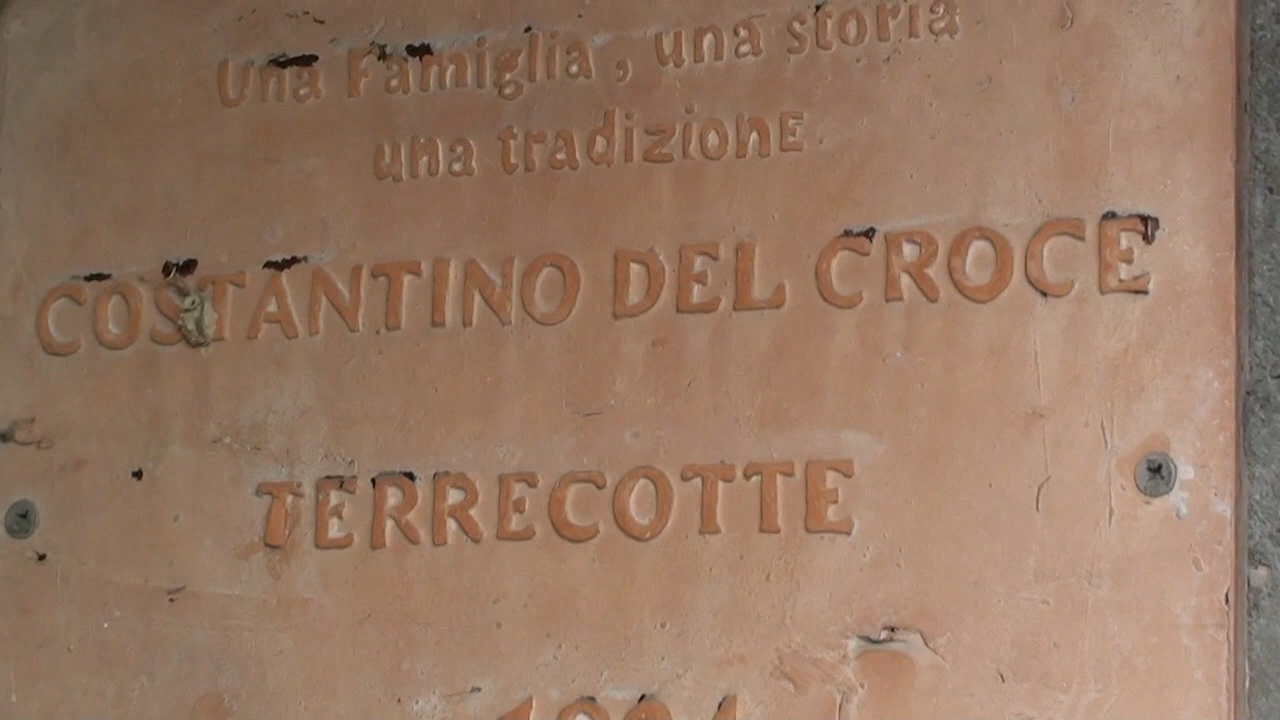 Una Famiglia, una storia
una tradizionE
COSTANTINO DEL CROCE
TERRECOTTE